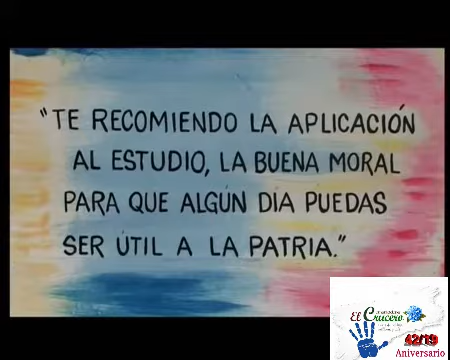 "TE RECOMIENDO LA APLICACIÓN
AL ESTUDIO, LA BUENA MORAL
PARA QUE ALGÚN DÍA PUEDAS
SER ÚTIL A LA PATRIA."
El Crucero
42/19
Aniversario